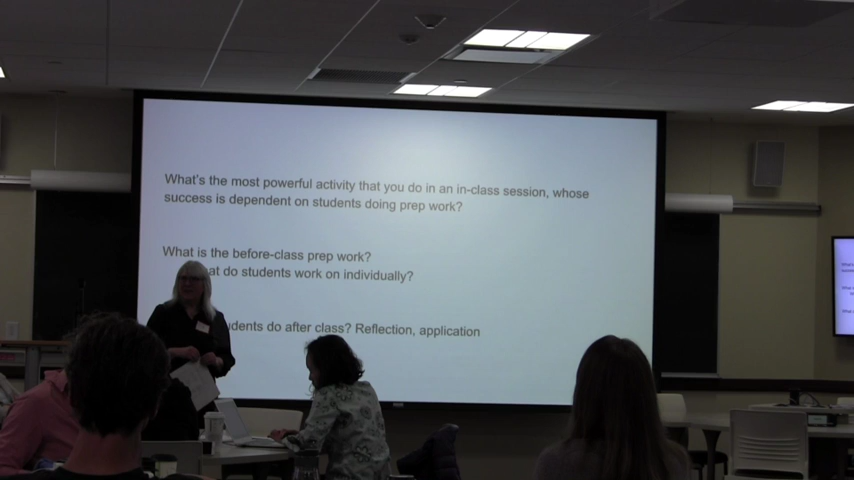 What's the most powerful activity that you do in an in-class session, whose
success is dependent on students doing prep work?
What is the before-class prep work?
at do students work on individually?
udents do after class? Reflection, application